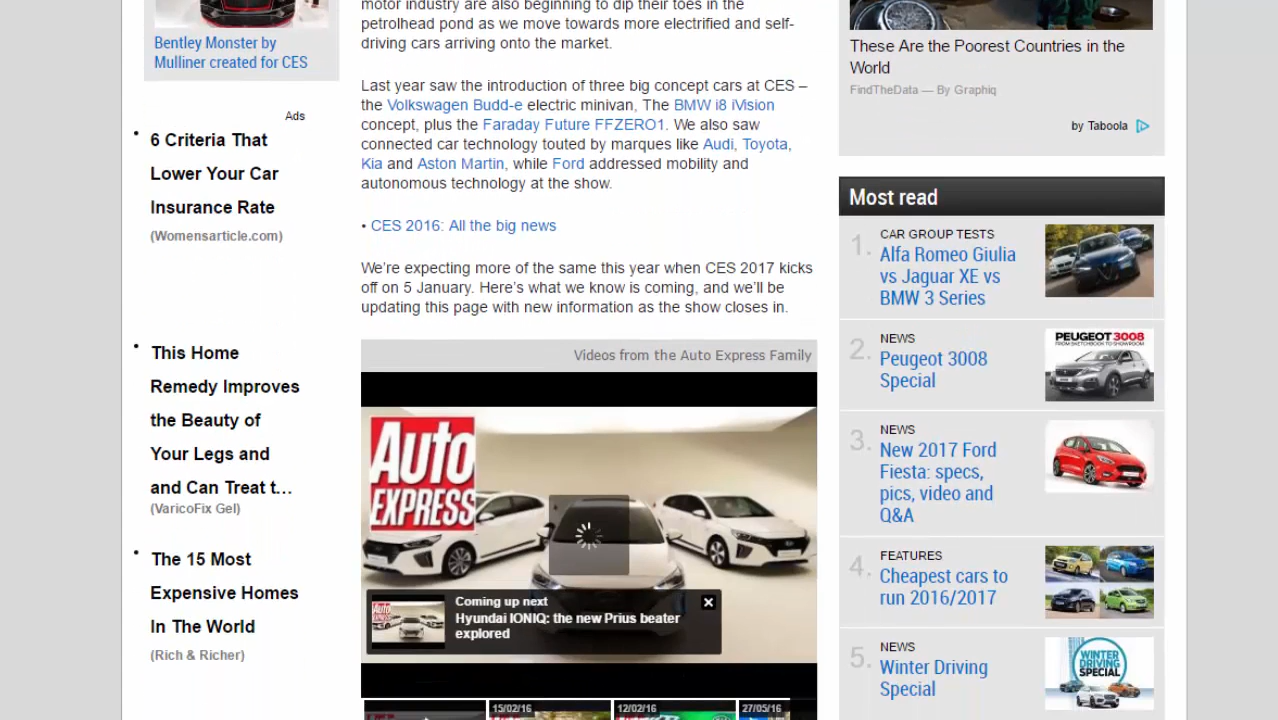 Bentley Monster by
Mulliner created for CES
Ads
6 Criteria That
Lower Your Car
Insurance Rate
(Womensarticle.com)
This Home
Remedy Improves
the Beauty of
Your Legs and
and Can Treat t...
(VaricoFix Gel)
The 15 Most
Expensive Homes
In The World
(Rich & Richer)
motor industry are also beginning to dip their toes in the
petrolhead pond as we move towards more electrified and self-
driving cars arriving onto the market.
Last year saw the introduction of three big concept cars at CES –
the Volkswagen Budd-e electric minivan, The BMW i8 iVision
concept, plus the Faraday Future FFZERO1. We also saw
connected car technology touted by marques like Audi, Toyota,
Kia and Aston Martin, while Ford addressed mobility and
autonomous technology at the show.
• CES 2016: All the big news
We're expecting more of the same this year when CES 2017 kicks
off on 5 January. Here's what we know is coming, and we'll be
updating this page with new information as the show closes in.
Videos from the Auto Express Family
Auto
EXPRESS
Coming up next
Hyundai IONIQ: the new Prius beater
explored
15/02/16
12/02/16
27/05/16
These Are the Poorest Countries in the
World
FindTheData — By Graphiq
by Taboola
Most read
1.
CAR GROUP TESTS
Alfa Romeo Giulia
vs Jaguar XE vs
BMW 3 Series
2.
NEWS
Peugeot 3008
Special
PEUGEOT 3008
FROM SKETCHBOOK TO SHOWROOM
3.
NEWS
New 2017 Ford
Fiesta: specs,
pics, video and
Q&A
4.
FEATURES
Cheapest cars to
run 2016/2017
5.
NEWS
Winter Driving
Special
WINTER
DRIVING
SPECIAL